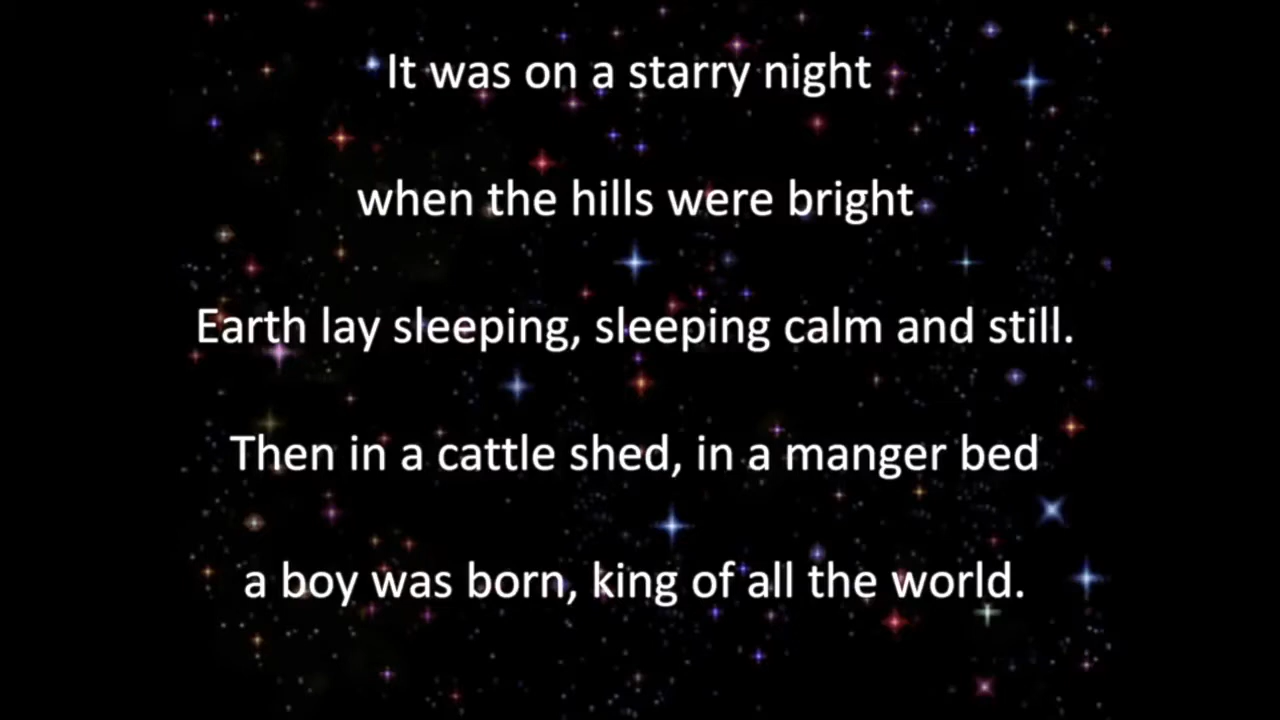 It was on a starry night
when the hills were bright
Earth lay sleeping, sleeping calm and still.
Then in a cattle shed, in a manger bed
a boy was born, king of all the world.